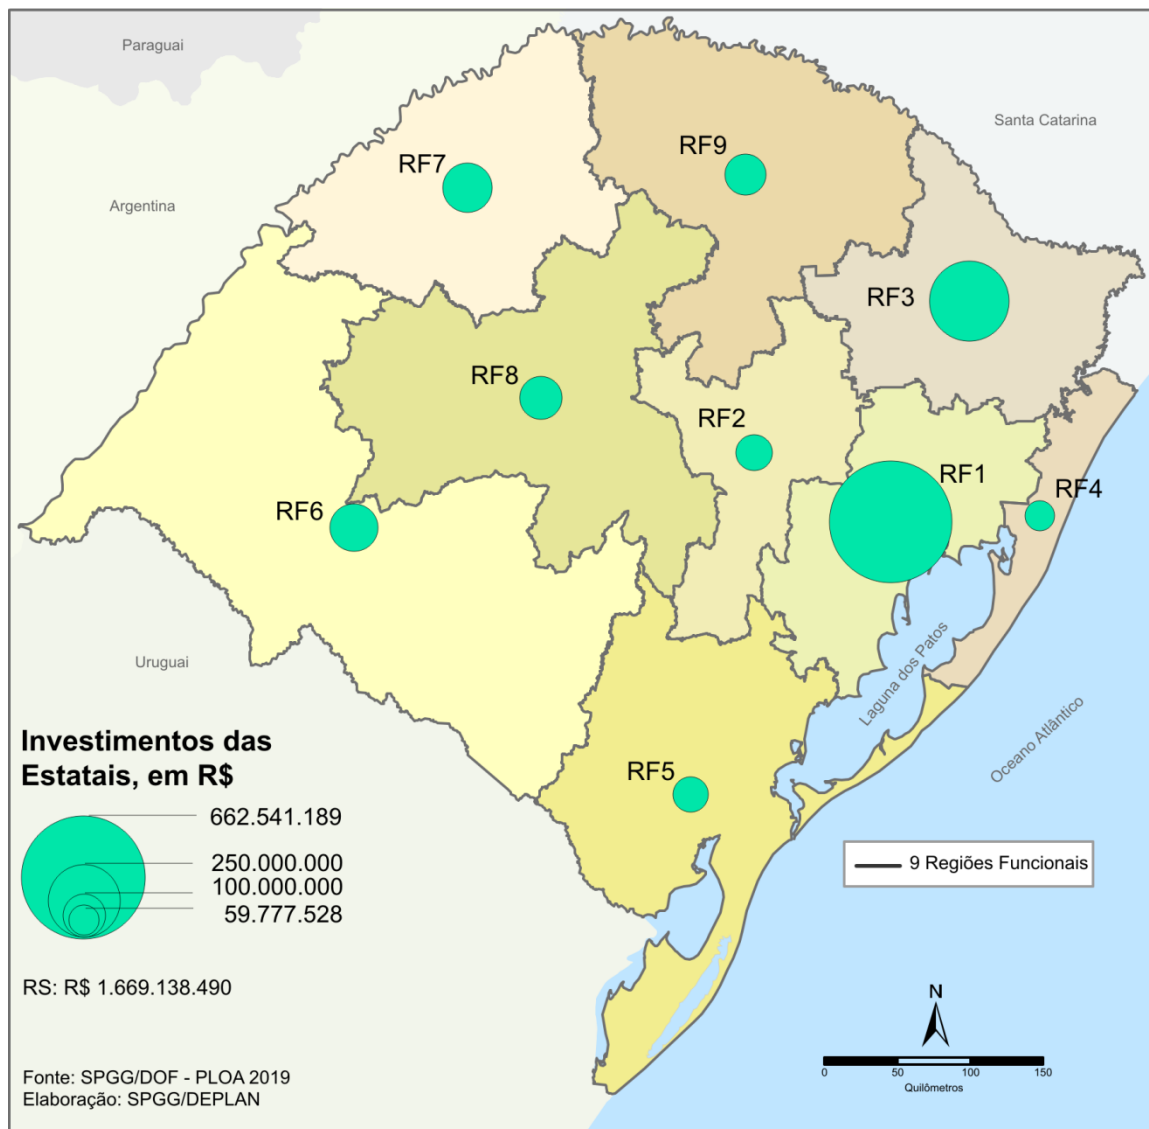 Paraguai
Santa Catarina
Argentina
RF7
RF9
RF3
RF8
RF2
RF1
RF4
RF6
Uruguai
Laguna dos Patos
Oceano Atlântico
RF5
Investimentos das
Estatais, em R$
662.541.189
250.000.000
100.000.000
59.777.528
RS: R$ 1.669.138.490
9 Regiões Funcionais
N
0 50 100 150
Quilômetros
Fonte: SPGG/DOF - PLOA 2019
Elaboração: SPGG/DEPLAN